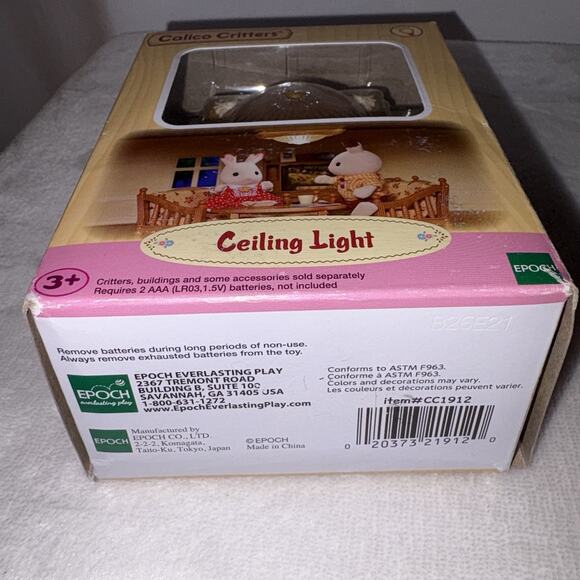 Calico Critters®
Ceiling Light
3+
Critters, buildings and some accessories sold separately
Requires 2 AAA (LR03,1.5V) batteries, not included
EPOCH
Remove batteries during long periods of non-use.
Always remove exhausted batteries from the toy.
EPOCH
everlasting play
EPOCH EVERLASTING PLAY
2367 TREMONT ROAD
BUILDING B, SUITE 100
SAVANNAH, GA 31405 USA
1-800-631-1272
www.EpochEverlastingPlay.com
EPOCH
Manufactured by
EPOCH CO., LTD.
2-2-2, Komagata,
Taito-Ku, Tokyo, Japan
©EPOCH
Made in China
Conforms to ASTM F963.
Conforme à ASTM F963.
Colors and decorations may vary.
Les couleurs et décorations peuvent varier.
item#CC1912
0 20373 21912 0